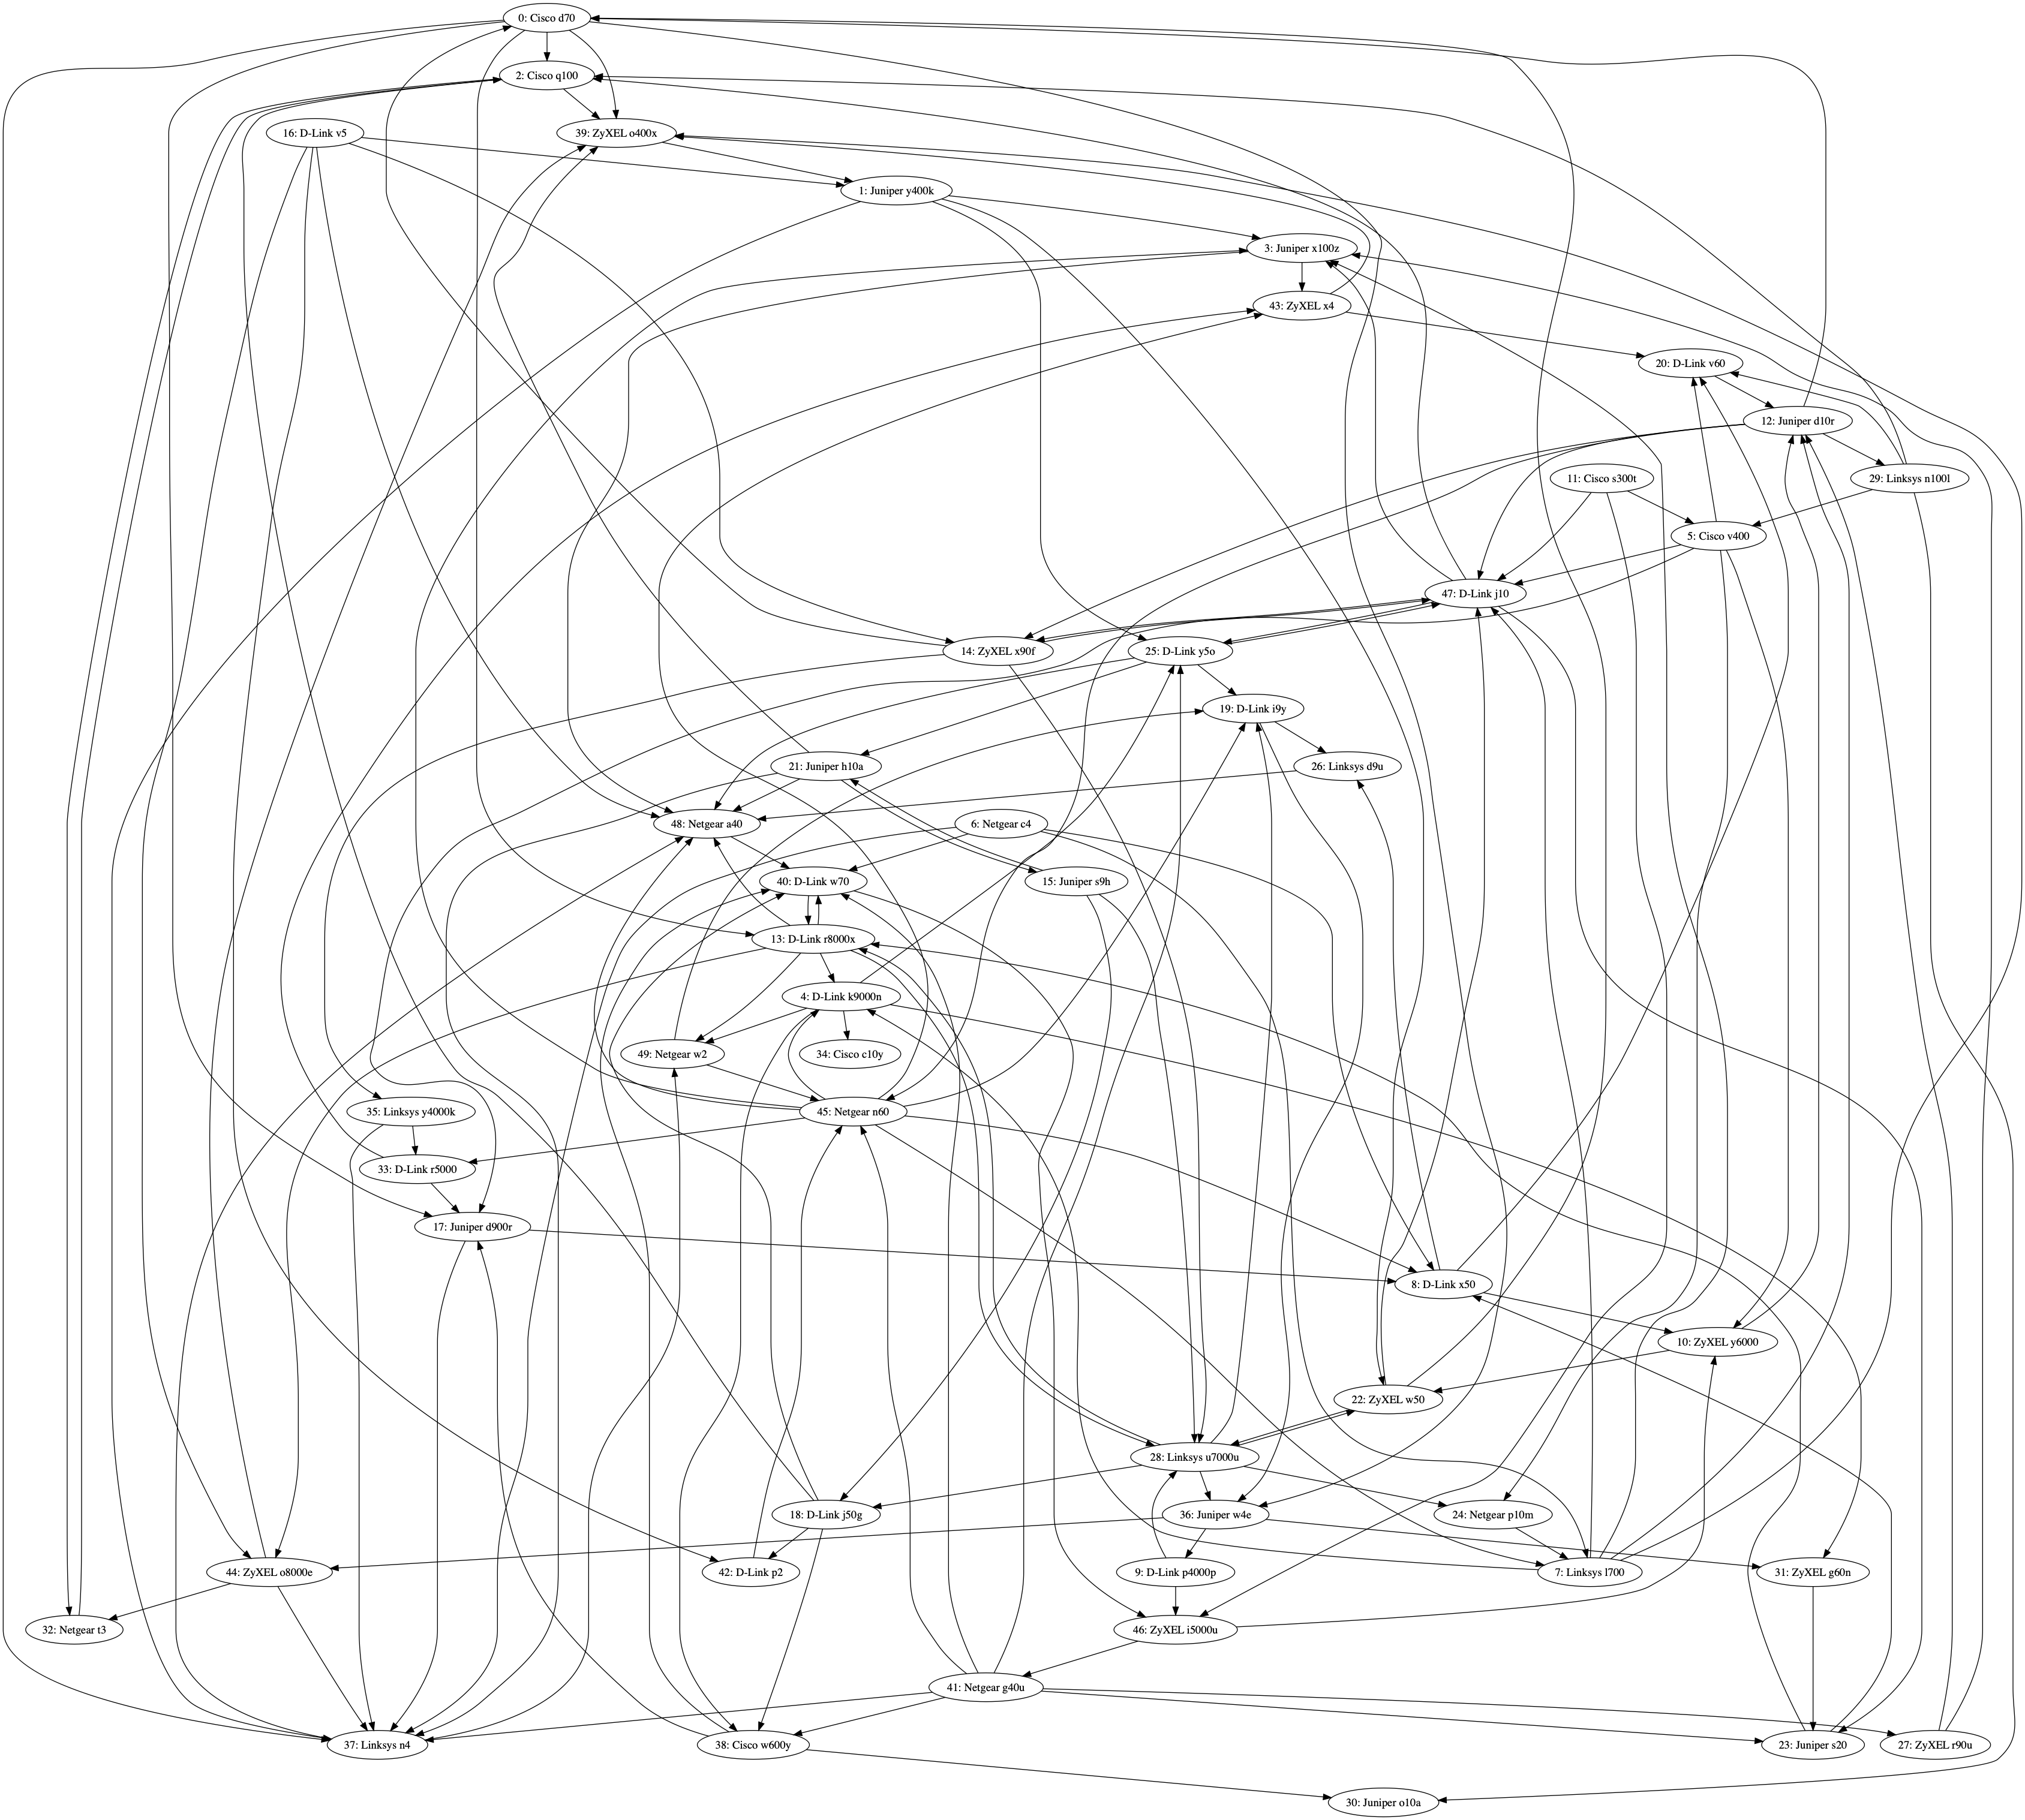 0: Cisco d70
2: Cisco q100
16: D-Link v5
39: ZyXEL o400x
1: Juniper y400k
3: Juniper x100z
43: ZyXEL x4
20: D-Link v60
12: Juniper d10r
11: Cisco s300t
29: Linksys n100l
5: Cisco v400
47: D-Link j10
14: ZyXEL x90f
25: D-Link y5o
19: D-Link i9y
21: Juniper h10a
26: Linksys d9u
48: Netgear a40
6: Netgear c4
40: D-Link w70
15: Juniper s9h
13: D-Link r8000x
4: D-Link k9000n
49: Netgear w2
34: Cisco c10y
35: Linksys y4000k
45: Netgear n60
33: D-Link r5000
17: Juniper d900r
8: D-Link x50
10: ZyXEL y6000
22: ZyXEL w50
28: Linksys u7000u
18: D-Link j50g
36: Juniper w4e
24: Netgear p10m
44: ZyXEL o8000e
42: D-Link p2
9: D-Link p4000p
7: Linksys l700
31: ZyXEL g60n
32: Netgear t3
46: ZyXEL i5000u
41: Netgear g40u
37: Linksys n4
38: Cisco w600y
23: Juniper s20
27: ZyXEL r90u
30: Juniper o10a